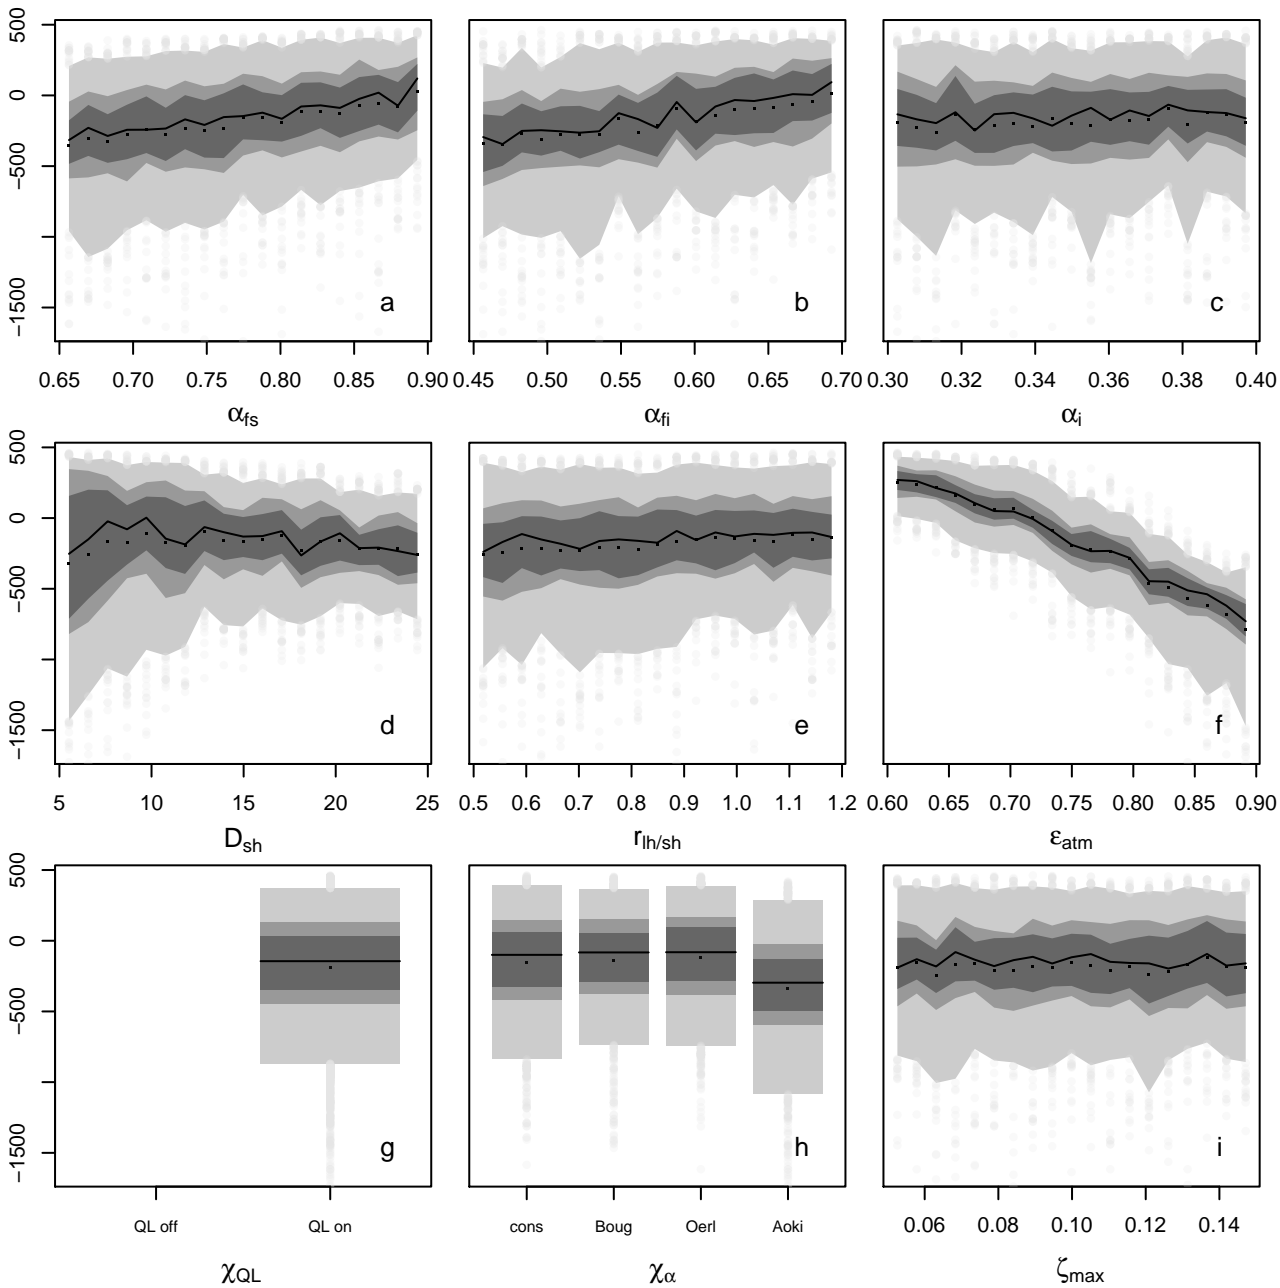 500
0
−500
−1500
a
b
c
0.65 0.70 0.75 0.80 0.85 0.90
0.45 0.50 0.55 0.60 0.65 0.70
0.30 0.32 0.34 0.36 0.38 0.40
αfs
αfi
αi
500
0
−500
−1500
d
e
f
5 10 15 20 25
0.5 0.6 0.7 0.8 0.9 1.0 1.1 1.2
0.60 0.65 0.70 0.75 0.80 0.85 0.90
Dsh
rlh/sh
εatm
500
0
−500
−1500
g
h
i
QL off QL on
cons Boug Oerl Aoki
0.06 0.08 0.10 0.12 0.14
χQL
χα
ζmax